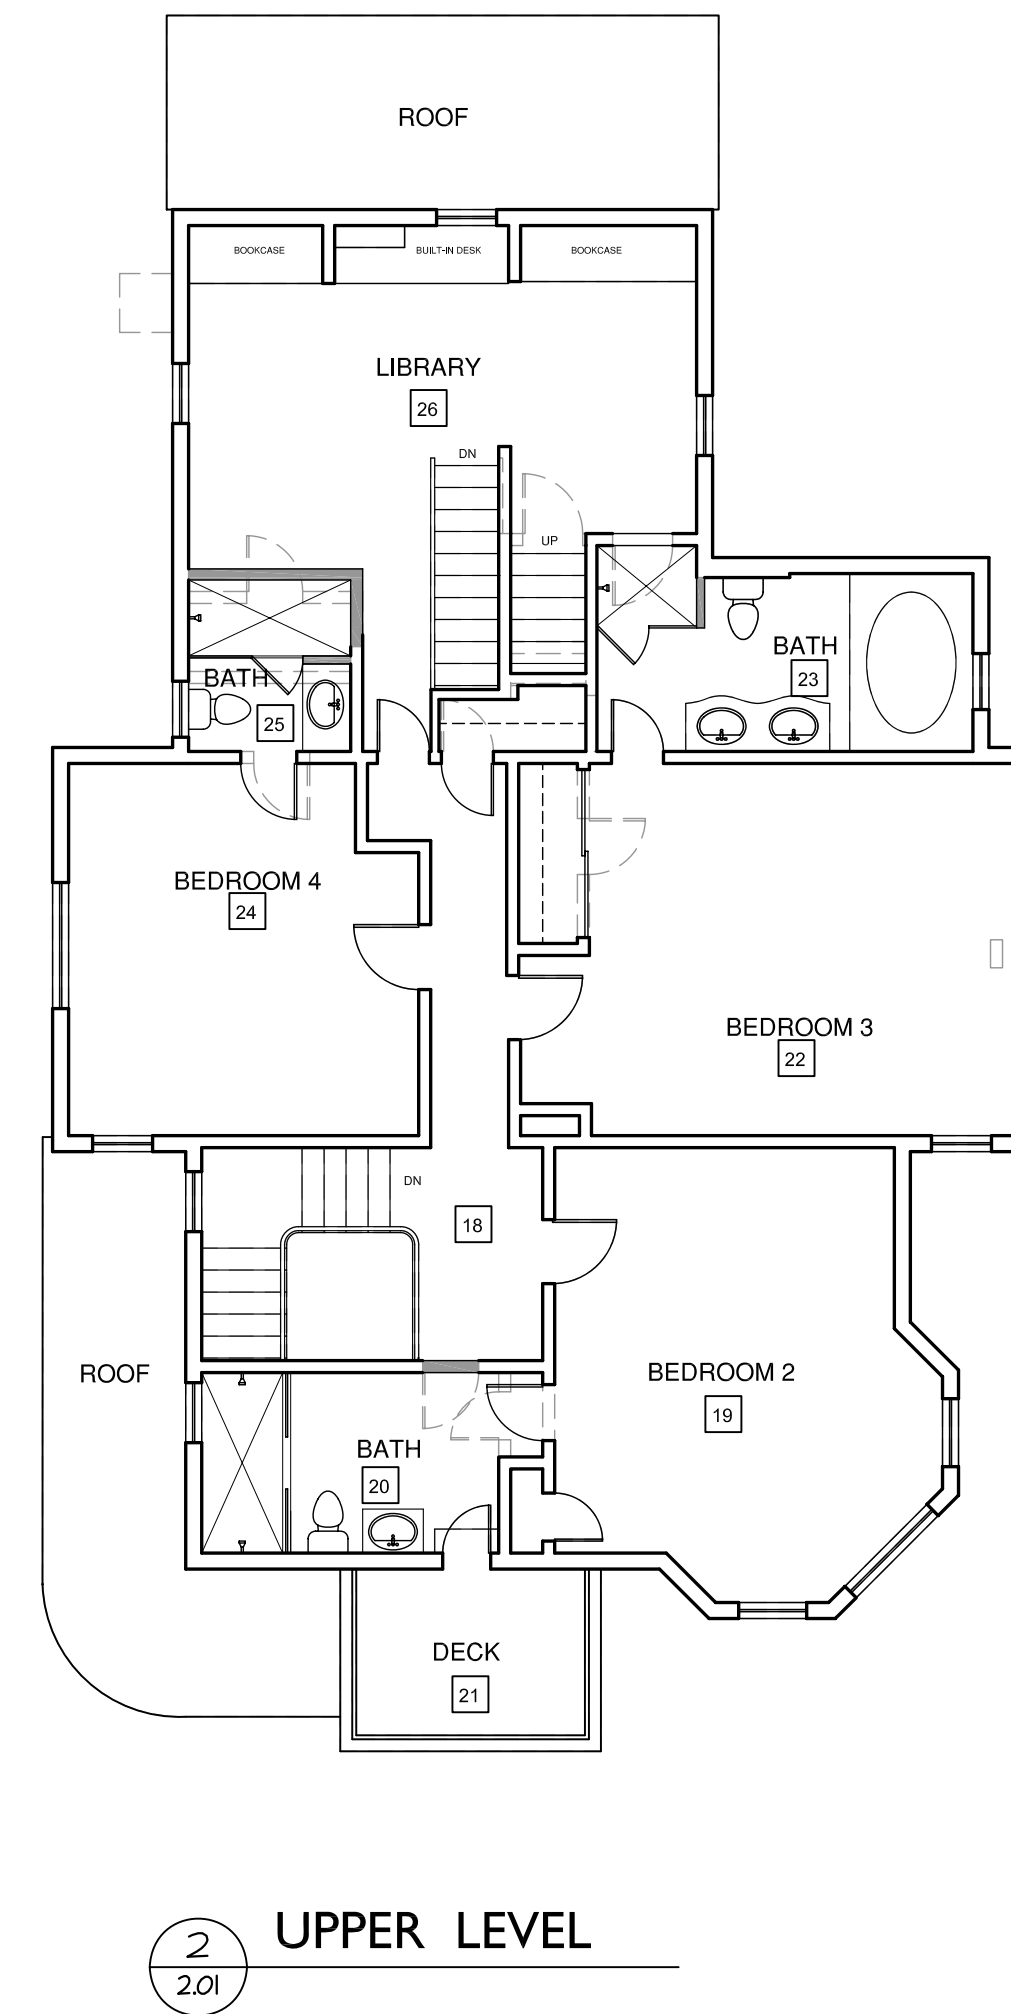 ROOF
BOOKCASE
BUILT-IN DESK
BOOKCASE
LIBRARY
26
DN
UP
BATH
23
BATH
25
BEDROOM 4
24
BEDROOM 3
22
DN
18
ROOF
BEDROOM 2
19
BATH
20
DECK
21
UPPER LEVEL
2
2.01